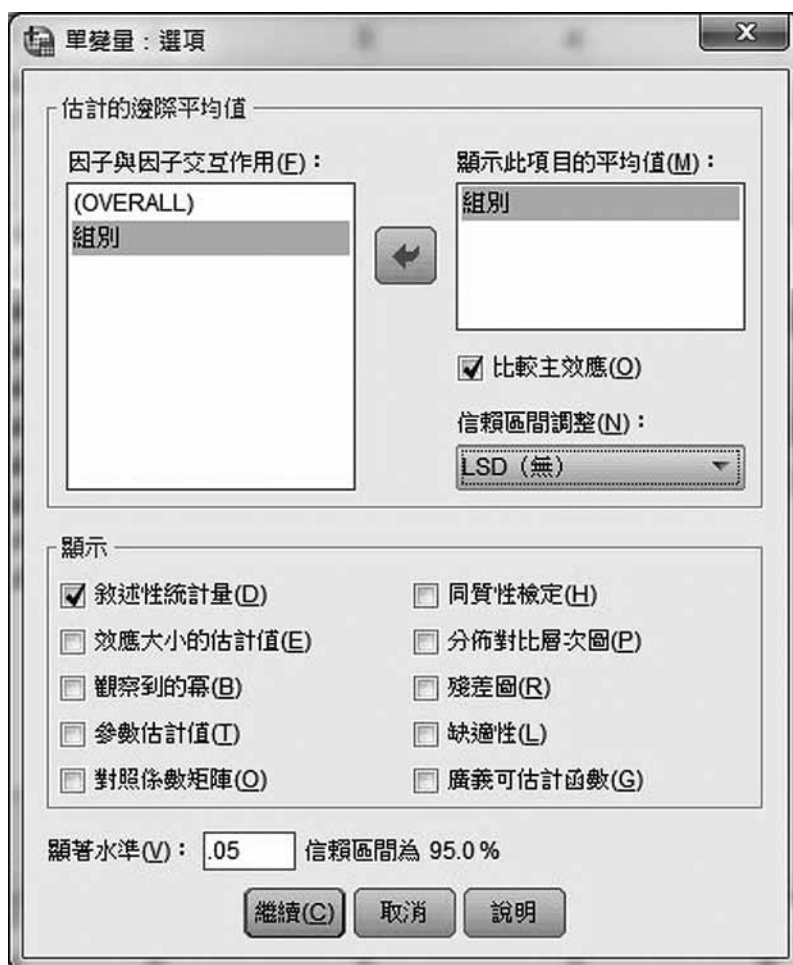 單變量：選項
估計的邊際平均值
因子與因子交互作用(F)：
(OVERALL)
組別
顯示此項目的平均值(M)：
組別
比較主效應(O)
信賴區間調整(N)：
LSD（無）
顯示
敘述性統計量(D)
同質性檢定(H)
效應大小的估計值(E)
分佈對比層次圖(P)
觀察到的冪(B)
殘差圖(R)
參數估計值(T)
缺適性(L)
對照係數矩陣(O)
廣義可估計函數(G)
顯著水準(V)： .05 信賴區間為 95.0 %
繼續(C) 取消 說明